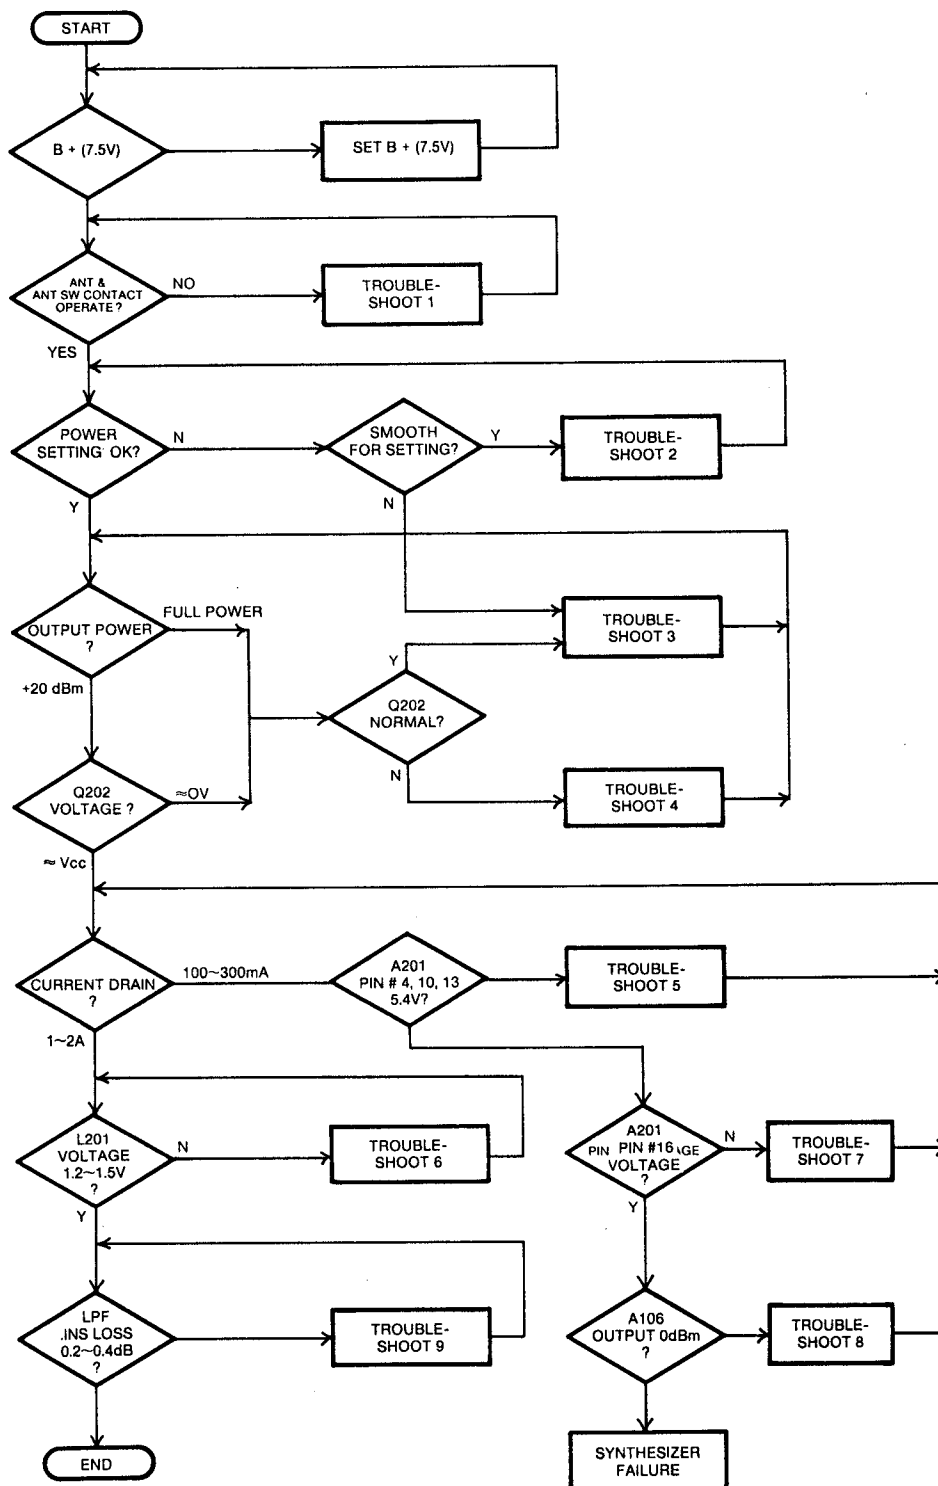 START
B + (7.5V)
SET B + (7.5V)
ANT &
ANT SW CONTACT
OPERATE ?
NO
TROUBLE-
SHOOT 1
YES
POWER
SETTING OK?
N
SMOOTH
FOR SETTING?
Y
TROUBLE-
SHOOT 2
Y
N
OUTPUT POWER
?
FULL POWER
TROUBLE-
SHOOT 3
+20 dBm
Y
Q202
NORMAL?
N
Q202
VOLTAGE ?
≈OV
TROUBLE-
SHOOT 4
≈ Vcc
CURRENT DRAIN
?
100~300mA
A201
PIN # 4, 10, 13
5.4V?
TROUBLE-
SHOOT 5
1~2A
L201
VOLTAGE
1.2~1.5V
?
N
TROUBLE-
SHOOT 6
A201
PIN PIN #16 AGE
VOLTAGE
?
N
TROUBLE-
SHOOT 7
Y
Y
LPF
.INS LOSS
0.2~0.4dB
?
TROUBLE-
SHOOT 9
A106
OUTPUT 0dBm
?
TROUBLE-
SHOOT 8
END
SYNTHESIZER
FAILURE